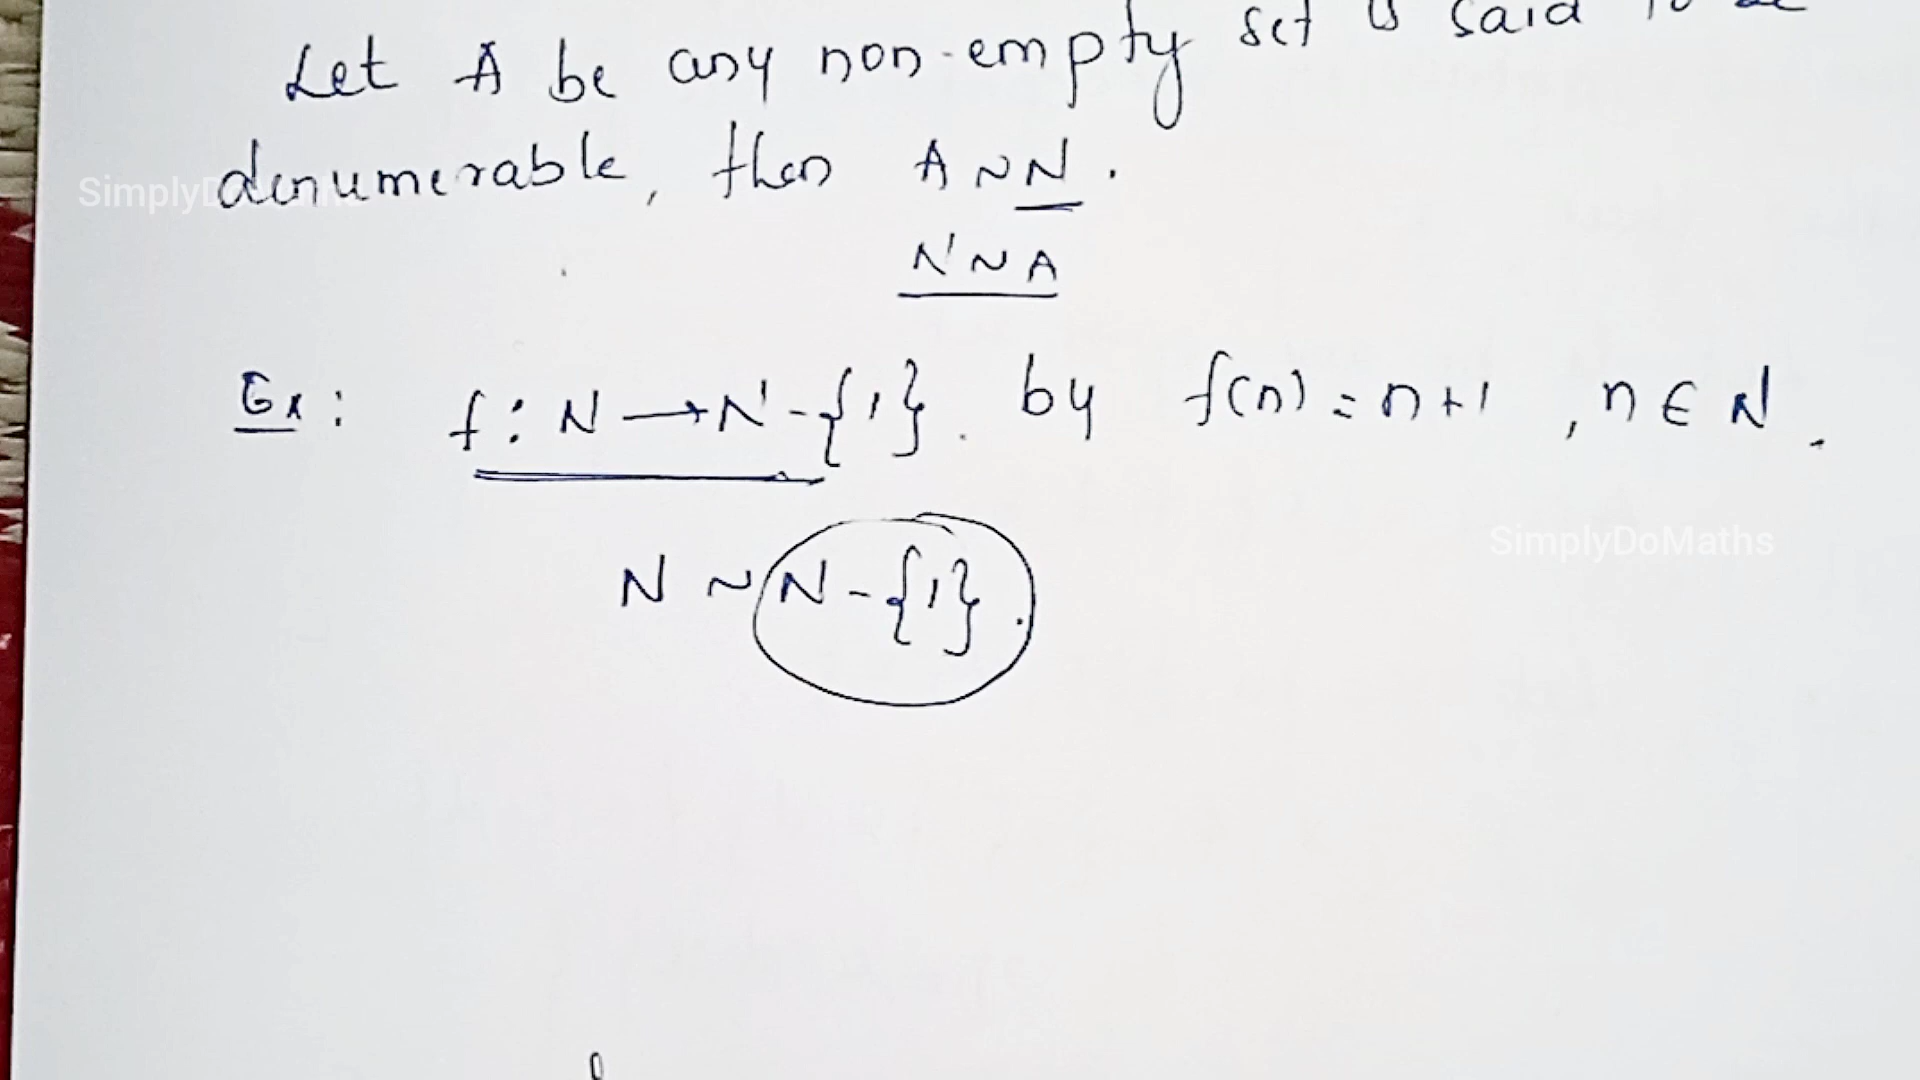 Let A be any non-empty set is said to be
denumerable, then A ~ N.
N ~ A
Ex: f: N → N-{1}. by f(n) = n+1, n ∈ N.
N ~ N-{1}.
SimplyDoMaths